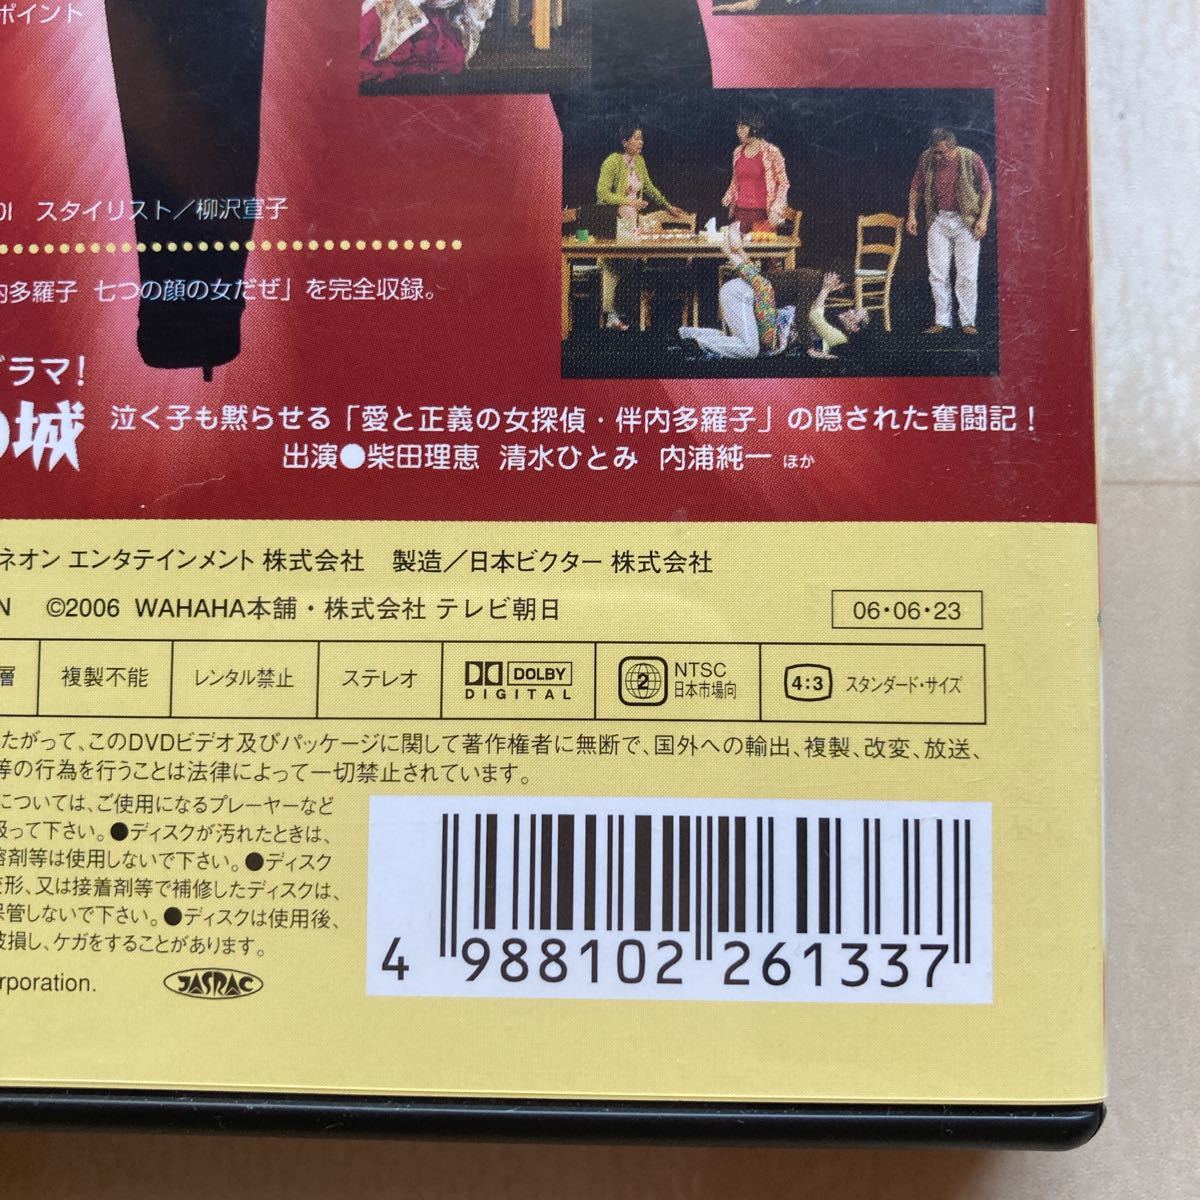 ポイント
スタイリスト／柳沢宣子
内多羅子 七つの顔の女だぜ」を完全収録。
ドラマ!
の城
泣く子も黙らせる「愛と正義の女探偵・伴内多羅子」の隠された奮闘記!
出演●柴田理恵 清水ひとみ 内浦純一 ほか
ネオン エンタテインメント 株式会社 製造／日本ビクター 株式会社
N ©2006 WAHAHA本舗・株式会社 テレビ朝日
06・06・23
層 複製不能 レンタル禁止 ステレオ DOLBY DIGITAL 2 NTSC 日本市場向 4:3 スタンダード・サイズ
たがって、このDVDビデオ及びパッケージに関して著作権者に無断で、国外への輸出、複製、改変、放送、
等の行為を行うことは法律によって一切禁止されています。
については、ご使用になるプレーヤーなど
扱って下さい。●ディスクが汚れたときは、
溶剤等は使用しないで下さい。●ディスク
変形、又は接着剤等で補修したディスクは、
保管しないで下さい。●ディスクは使用後、
破損し、ケガをすることがあります。
rporation. JASRAC
4 988102 261337